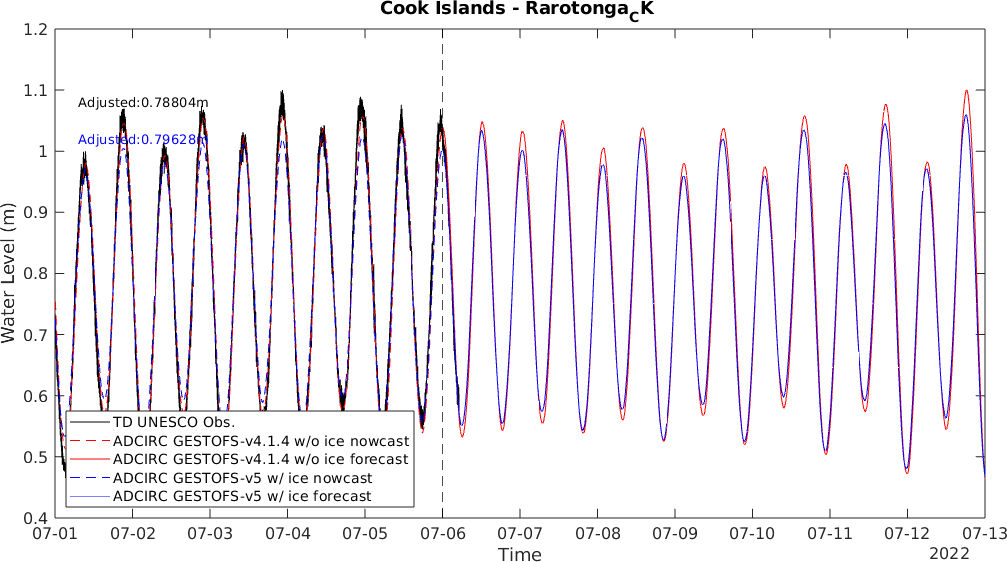 Cook Islands - Rarotonga_CK
Water Level (m)
1.2
1.1
1
0.9
0.8
0.7
0.6
0.5
0.4
Adjusted:0.78804m
Adjusted:0.79628m
TD UNESCO Obs.
ADCIRC GESTOFS-v4.1.4 w/o ice nowcast
ADCIRC GESTOFS-v4.1.4 w/o ice forecast
ADCIRC GESTOFS-v5 w/ ice nowcast
ADCIRC GESTOFS-v5 w/ ice forecast
07-01 07-02 07-03 07-04 07-05 07-06 07-07 07-08 07-09 07-10 07-11 07-12 07-13
Time
2022